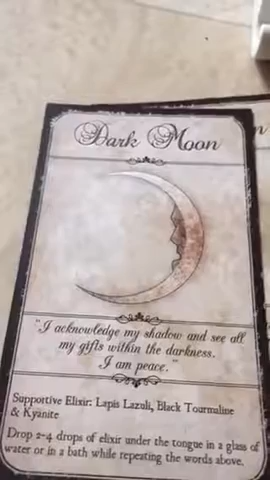 Dark Moon
"I acknowledge my shadow and see all
my gifts within the darkness.
I am peace."
Supportive Elixir: Lapis Lazuli, Black Tourmaline
& Kyanite
Drop 2-4 drops of elixir under the tongue in a glass of
water or in a bath while repeating the words above.